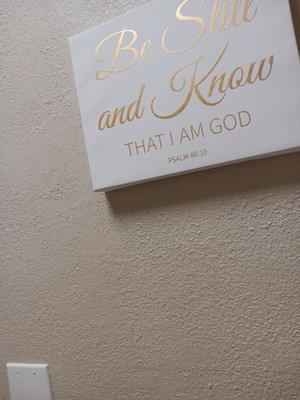 Be Still
and Know
THAT I AM GOD
PSALM 46:10